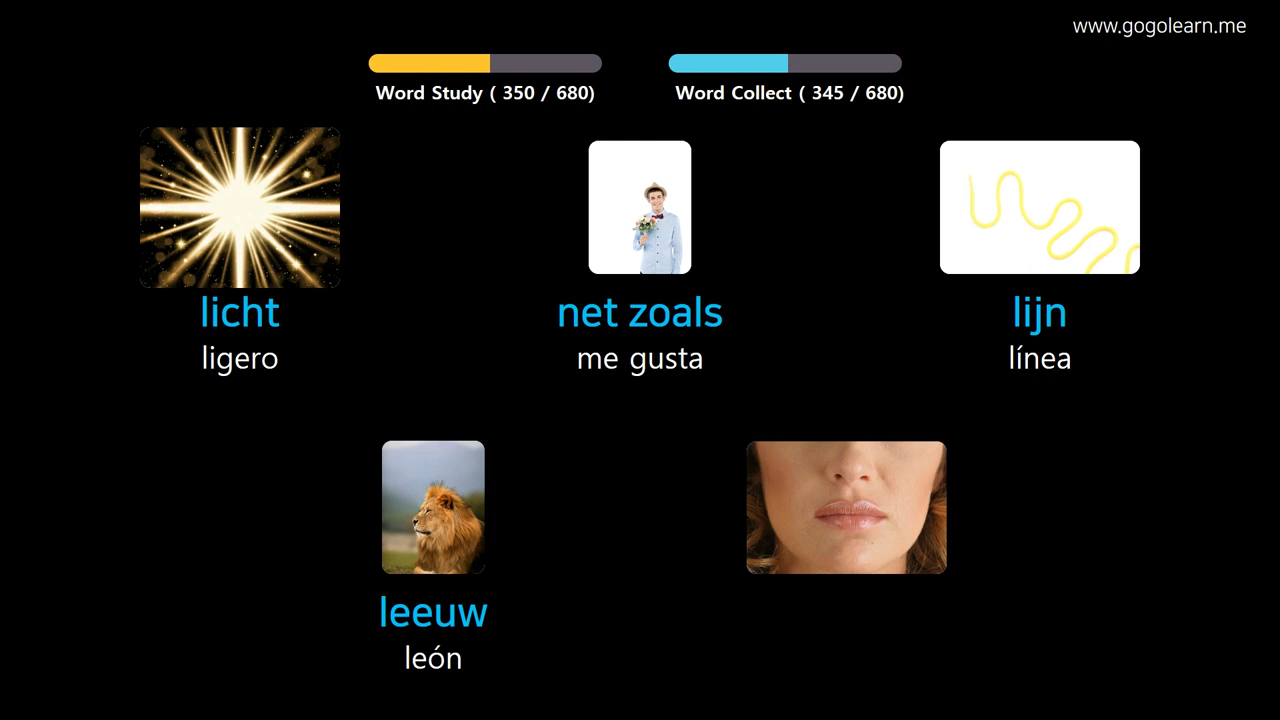 www.gogolearn.me
Word Study ( 350 / 680)
Word Collect ( 345 / 680)
licht
ligero
net zoals
me gusta
lijn
línea
leeuw
león